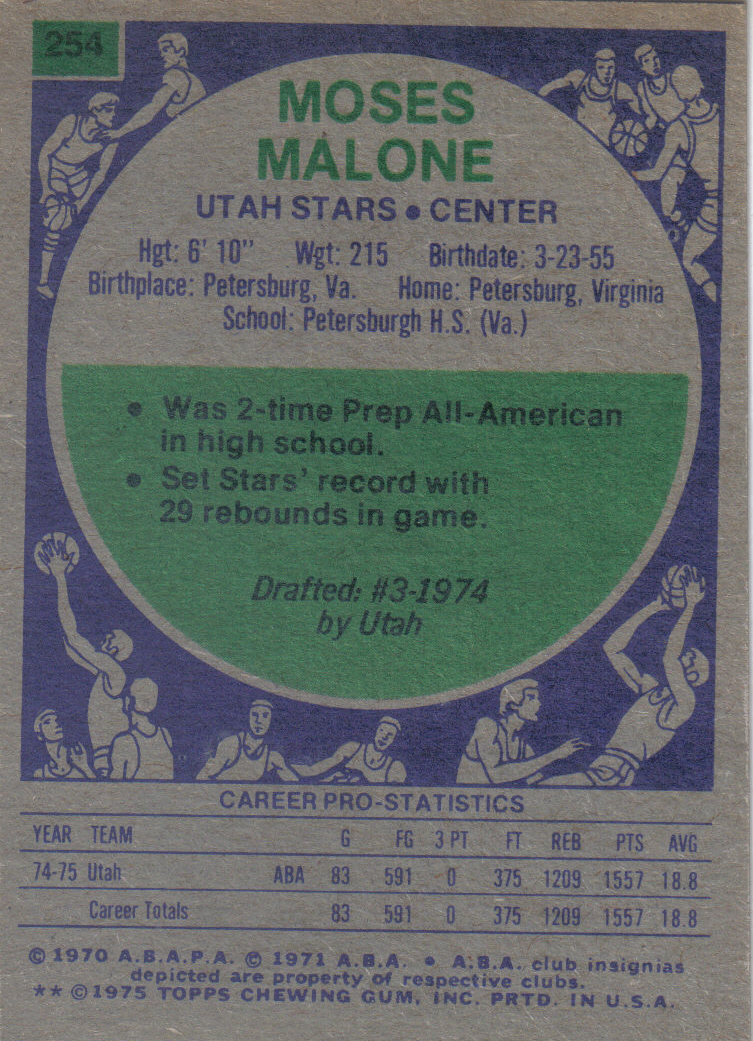 254
MOSES
MALONE
UTAH STARS • CENTER
Hgt: 6' 10" Wgt: 215 Birthdate: 3-23-55
Birthplace: Petersburg, Va. Home: Petersburg, Virginia
School: Petersburgh H.S. (Va.)
• Was 2-time Prep All-American
in high school.
• Set Stars' record with
29 rebounds in game.
Drafted: #3-1974
by Utah
CAREER PRO-STATISTICS
YEAR TEAM G FG 3 PT FT REB PTS AVG
74-75 Utah ABA 83 591 0 375 1209 1557 18.8
Career Totals 83 591 0 375 1209 1557 18.8
© 1970 A.B.A.P.A. © 1971 A.B.A. • A.B.A. club insignias
depicted are property of respective clubs.
** © 1975 TOPPS CHEWING GUM, INC. PRTD. IN U.S.A.